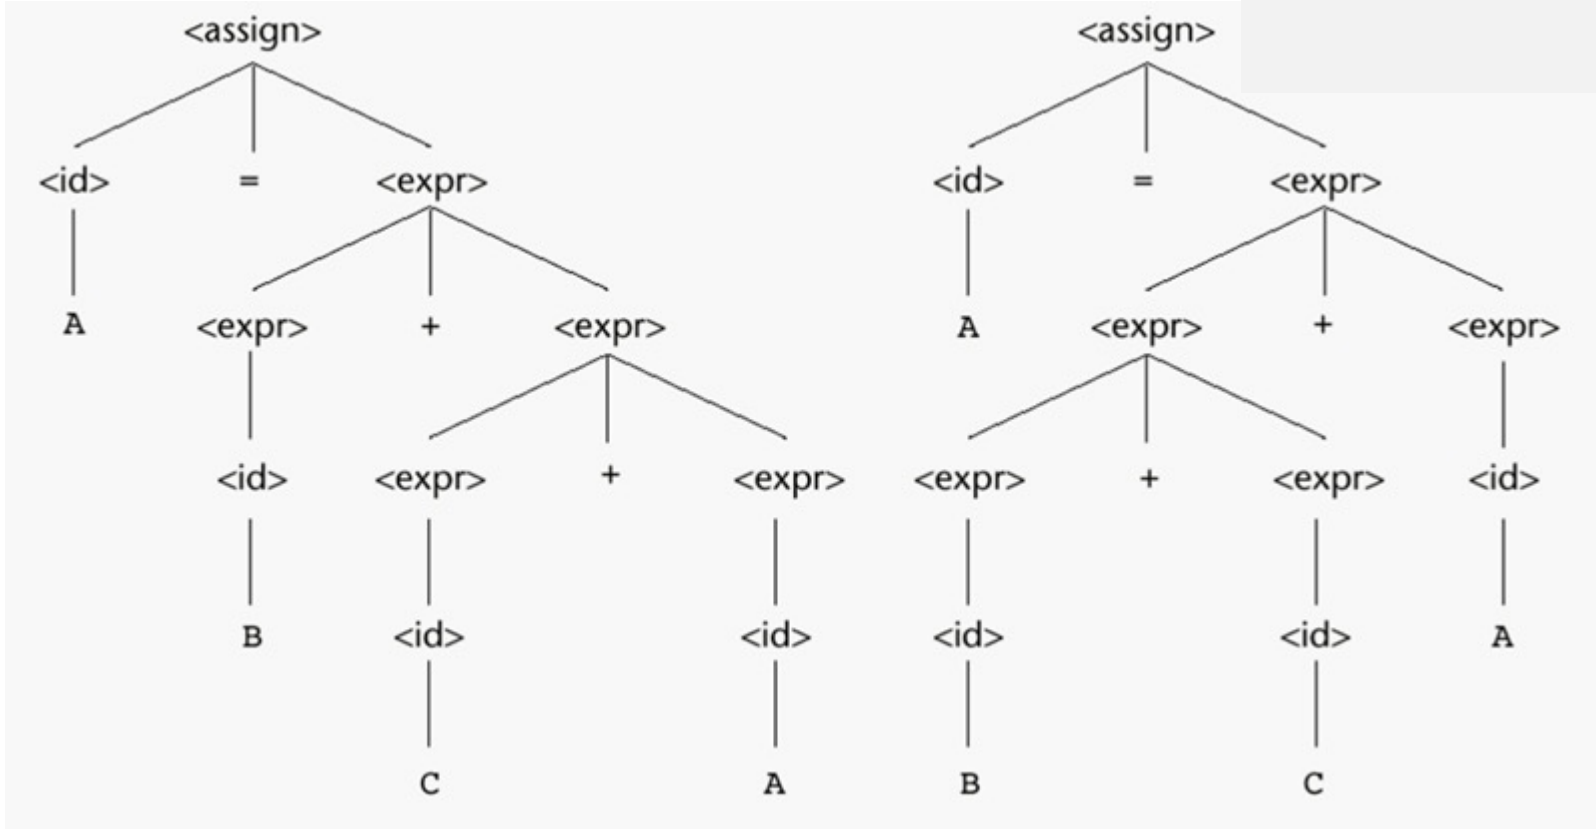 <assign> <assign>
<id> = <expr> <id> = <expr>
A <expr> + <expr> A <expr> + <expr>
<id> <expr> + <expr> <expr> + <expr> <id>
B <id> <id> <id> <id> A
C A B C